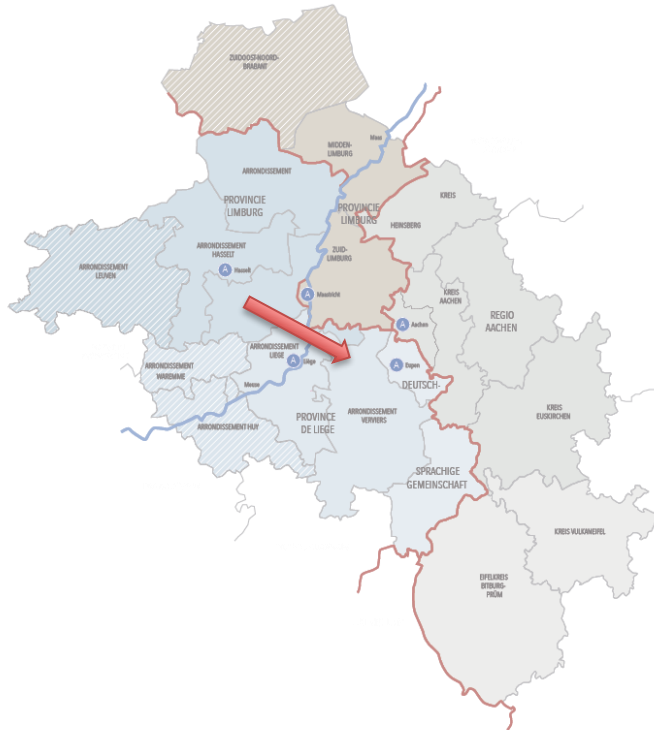 ZUIDOOST-NOORD-
BRABANT
Maas
MIDDEN-
LIMBURG
ARRONDISSEMENT
KREIS
PROVINCIE
LIMBURG
PROVINCIE
LIMBURG
HEINSBERG
ARRONDISSEMENT
HASSELT
ZUID-
LIMBURG
ARRONDISSEMENT
LEUVEN
A Hasselt
KREIS
AACHEN
A Maastricht
REGIO
AACHEN
A Aachen
ARRONDISSEMENT
LIEGE
A Liège
A Eupen
ARRONDISSEMENT
WAREMME
Meuse
DEUTSCH-
ARRONDISSEMENT
VERVIERS
PROVINCE
DE LIEGE
KREIS
EUSKIRCHEN
ARRONDISSEMENT HUY
SPRACHIGE
GEMEINSCHAFT
KREIS VULKANEIFEL
EIFELKREIS
BITBURG-
PRÜM